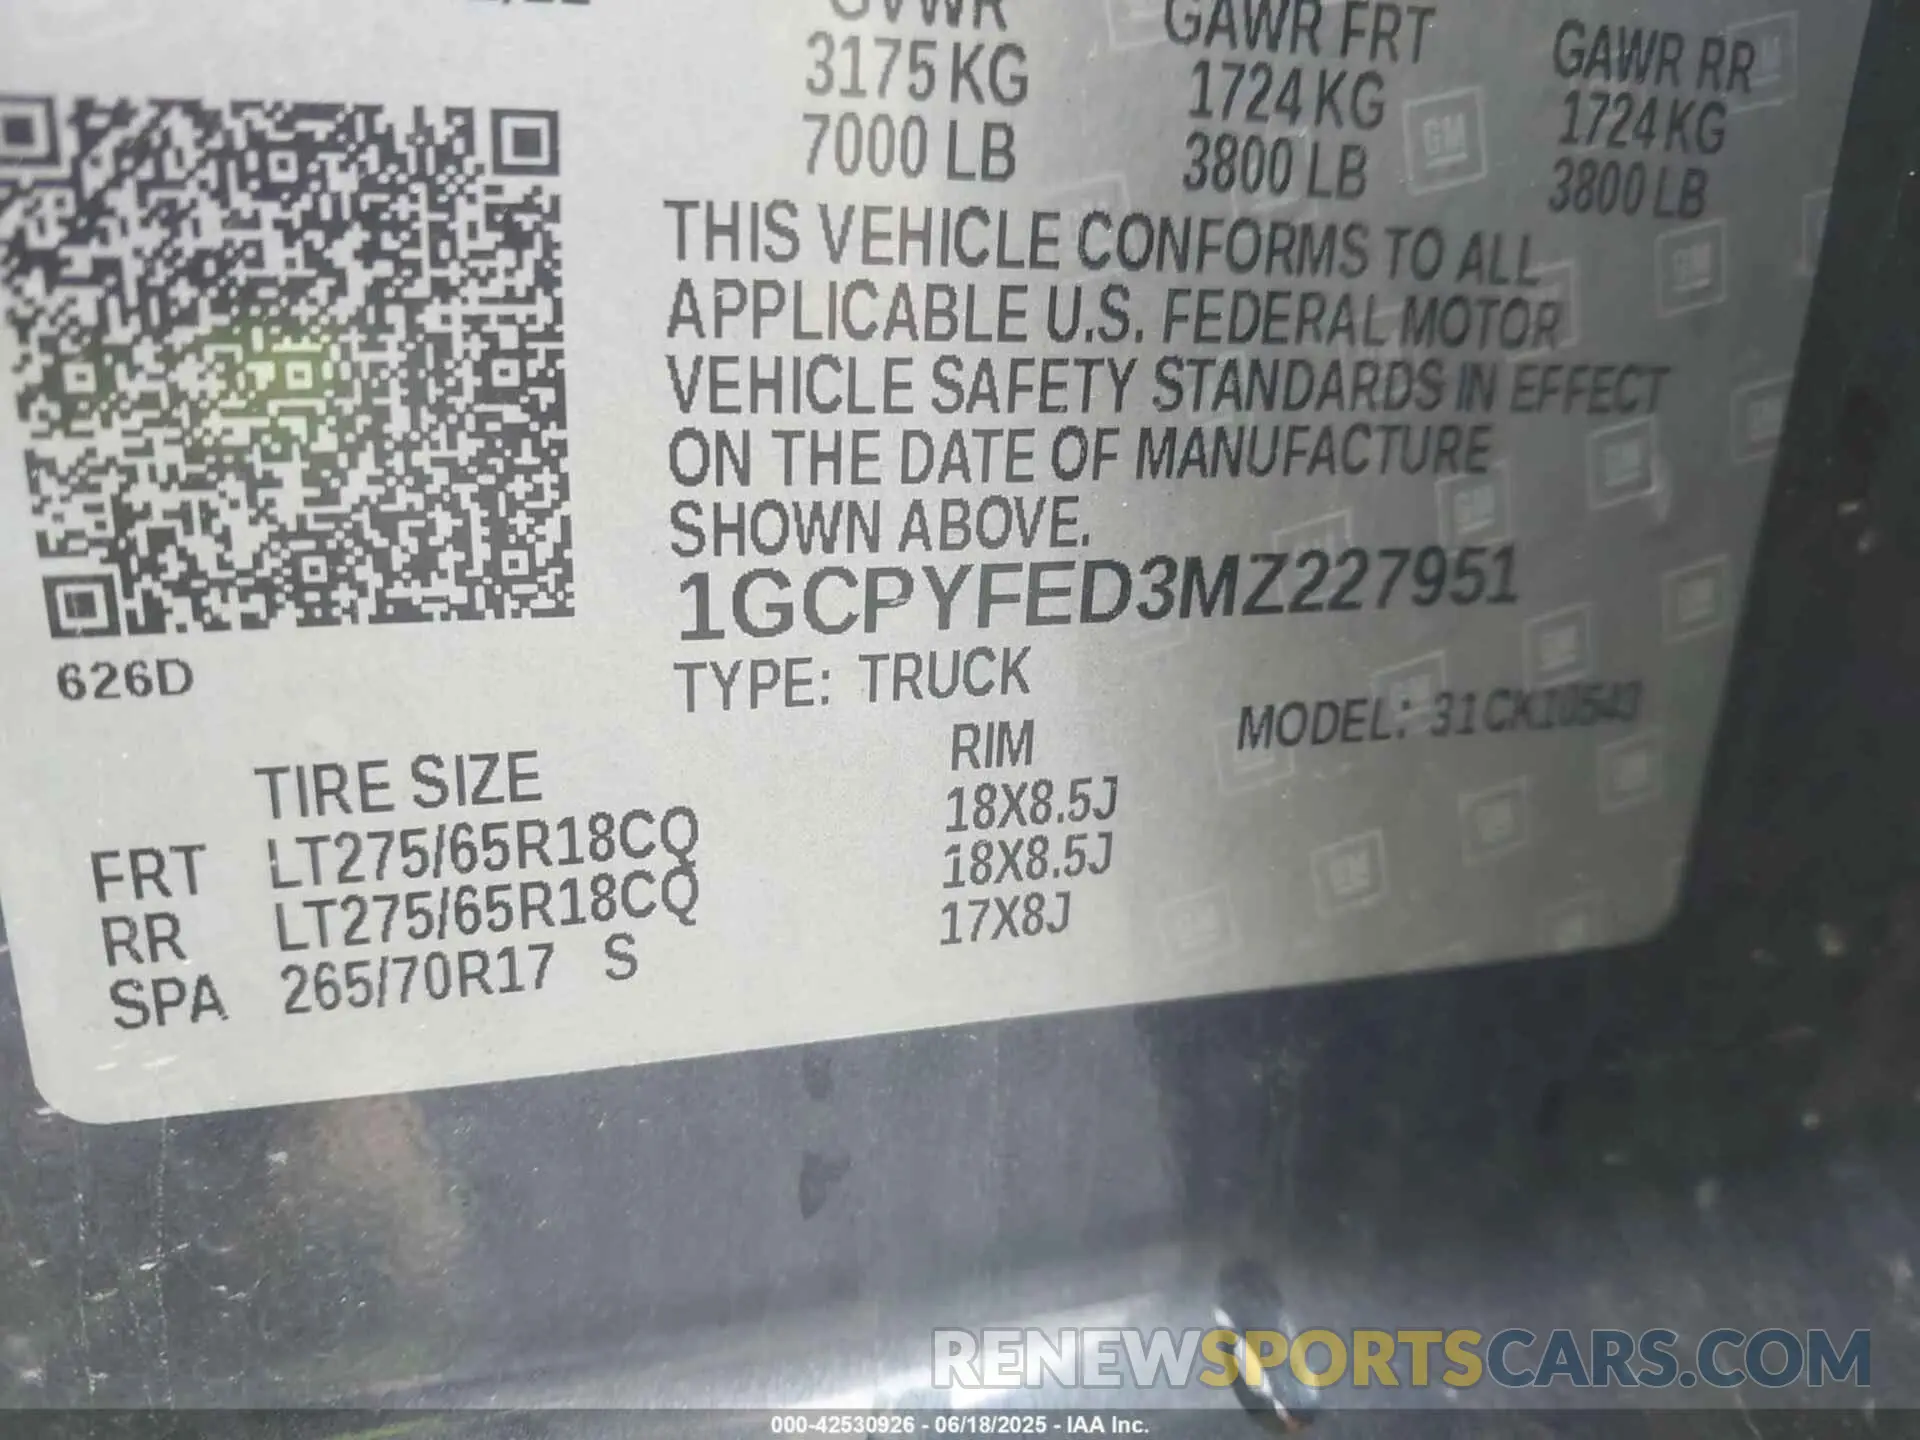 GVWR GAWR FRT GAWR RR
3175 KG 1724 KG 1724 KG
7000 LB 3800 LB 3800 LB
THIS VEHICLE CONFORMS TO ALL
APPLICABLE U.S. FEDERAL MOTOR
VEHICLE SAFETY STANDARDS IN EFFECT
ON THE DATE OF MANUFACTURE
SHOWN ABOVE.
1GCPYFED3MZ227951
626D
TYPE: TRUCK MODEL: 31CK10543
TIRE SIZE RIM
FRT LT275/65R18CQ 18X8.5J
RR LT275/65R18CQ 18X8.5J
SPA 265/70R17 S 17X8J
RENEWSPORTSCARS.COM
000-42530926 - 06/18/2025 - IAA Inc.